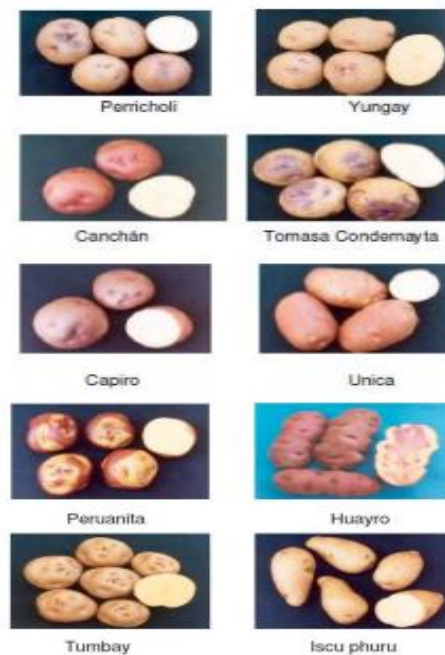 Perricholi
Yungay
Canchán
Tomasa Condemayta
Capiro
Unica
Peruanita
Huayro
Tumbay
Iscu phuru